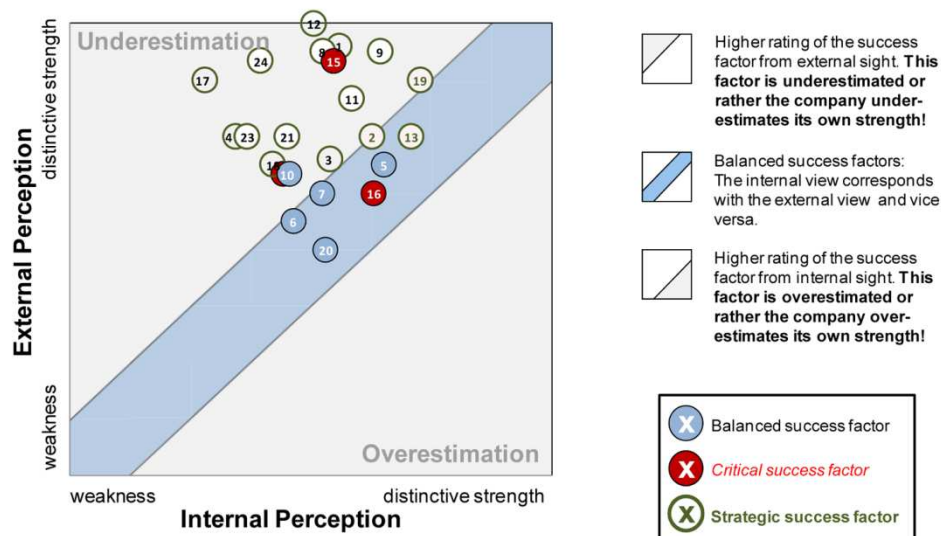 Underestimation
12
1
8
9
15
24
17
19
11
4
23
21
2
13
3
10
5
7
16
6
20
Overestimation
distinctive strength
External Perception
weakness
weakness
distinctive strength
Internal Perception
Higher rating of the success
factor from external sight. This
factor is underestimated or
rather the company under-
estimates its own strength!
Balanced success factors:
The internal view corresponds
with the external view and vice
versa.
Higher rating of the success
factor from internal sight. This
factor is overestimated or
rather the company over-
estimates its own strength!
X Balanced success factor
X Critical success factor
X Strategic success factor